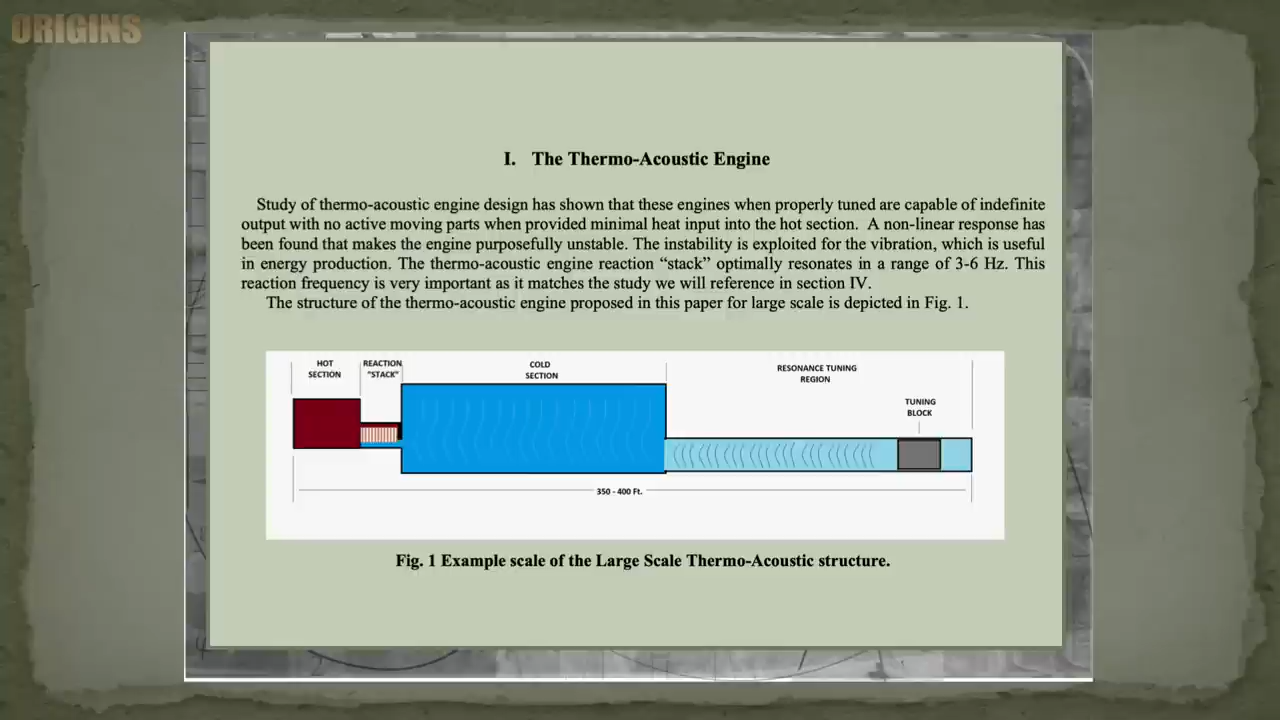 ORIGINS
I. The Thermo-Acoustic Engine
Study of thermo-acoustic engine design has shown that these engines when properly tuned are capable of indefinite
output with no active moving parts when provided minimal heat input into the hot section. A non-linear response has
been found that makes the engine purposefully unstable. The instability is exploited for the vibration, which is useful
in energy production. The thermo-acoustic engine reaction “stack” optimally resonates in a range of 3-6 Hz. This
reaction frequency is very important as it matches the study we will reference in section IV.
The structure of the thermo-acoustic engine proposed in this paper for large scale is depicted in Fig. 1.
HOT
SECTION
REACTION
“STACK”
COLD
SECTION
RESONANCE TUNING
REGION
TUNING
BLOCK
350 - 400 Ft.
Fig. 1 Example scale of the Large Scale Thermo-Acoustic structure.